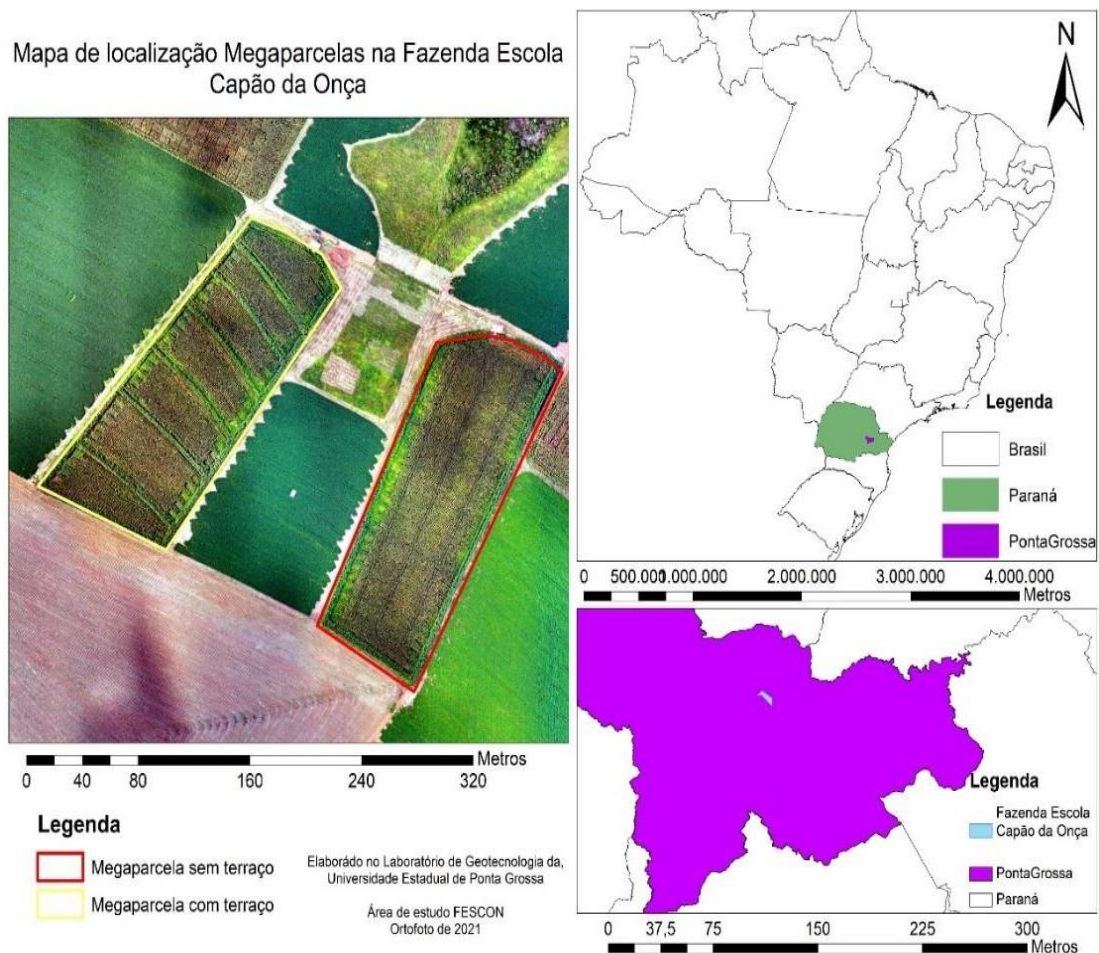 Mapa de localização Megaparcelas na Fazenda Escola
Capão da Onça
Metros
0 40 80 160 240 320
Legenda
Megaparcela sem terraço
Megaparcela com terraço
Elaborádo no Laboratório de Geotecnologia da,
Universidade Estadual de Ponta Grossa
Área de estudo FESCON
Ortofoto de 2021
N
Legenda
Brasil
Paraná
PontaGrossa
0 500.000 1.000.000 2.000.000 3.000.000 4.000.000
Metros
Legenda
Fazenda Escola
Capão da Onça
PontaGrossa
Paraná
0 37,5 75 150 225 300
Metros